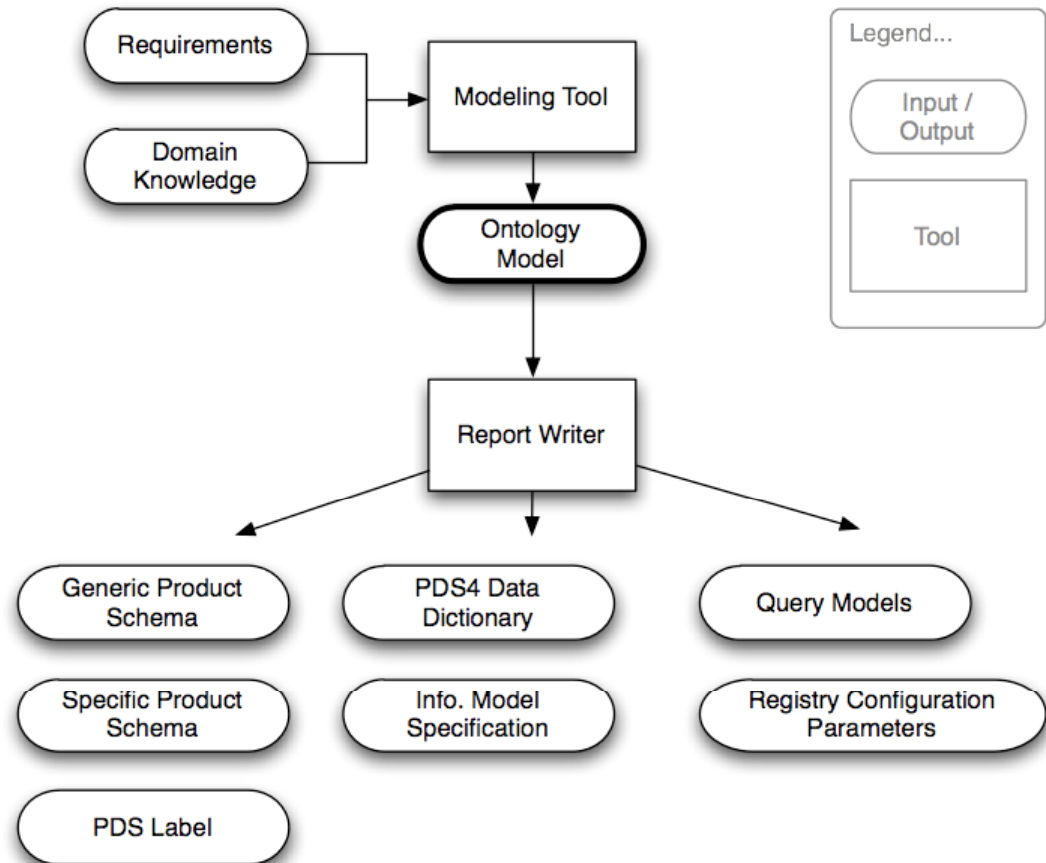 Requirements
Domain
Knowledge
Modeling Tool
Ontology
Model
Report Writer
Generic Product
Schema
PDS4 Data
Dictionary
Query Models
Specific Product
Schema
Info. Model
Specification
Registry Configuration
Parameters
PDS Label
Legend...
Input /
Output
Tool